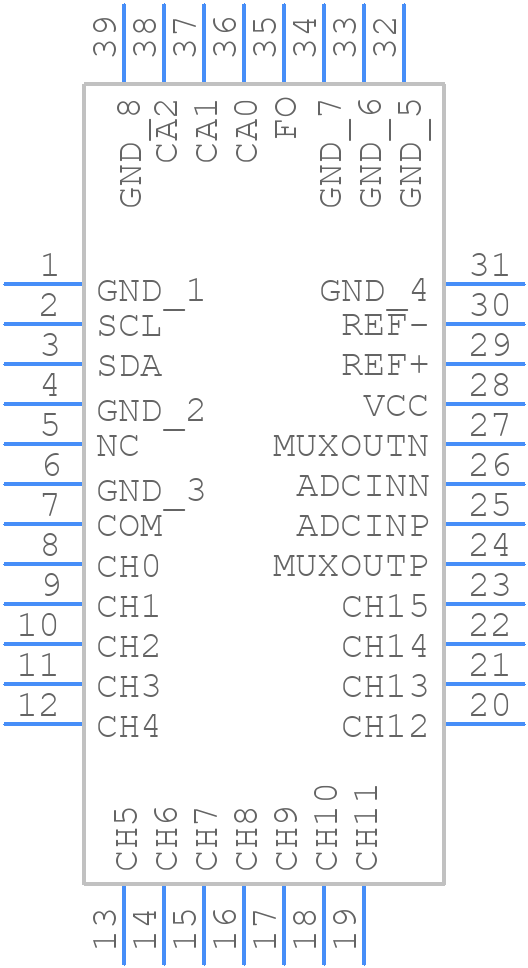 39 38 37 36 35 34 33 32
GND_8 CA2 CA1 CA0 FO GND_7 GND_6 GND_5
1 GND_1 GND_4 31
2 SCL REF- 30
3 SDA REF+ 29
4 GND_2 VCC 28
5 NC MUXOUTN 27
6 GND_3 ADCINN 26
7 COM ADCINP 25
8 CH0 MUXOUTP 24
9 CH1 CH15 23
10 CH2 CH14 22
11 CH3 CH13 21
12 CH4 CH12 20
CH5 CH6 CH7 CH8 CH9 CH10 CH11
13 14 15 16 17 18 19